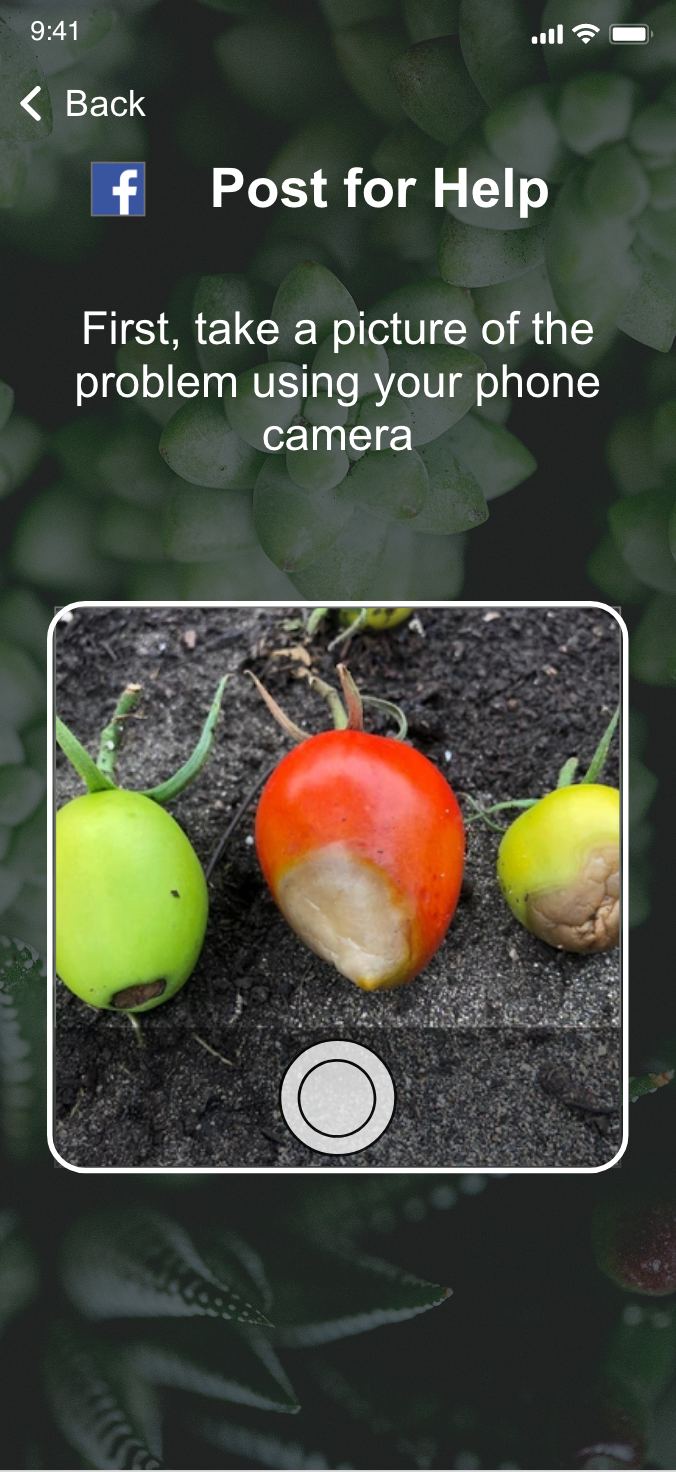 9:41
Back
f Post for Help
First, take a picture of the
problem using your phone
camera